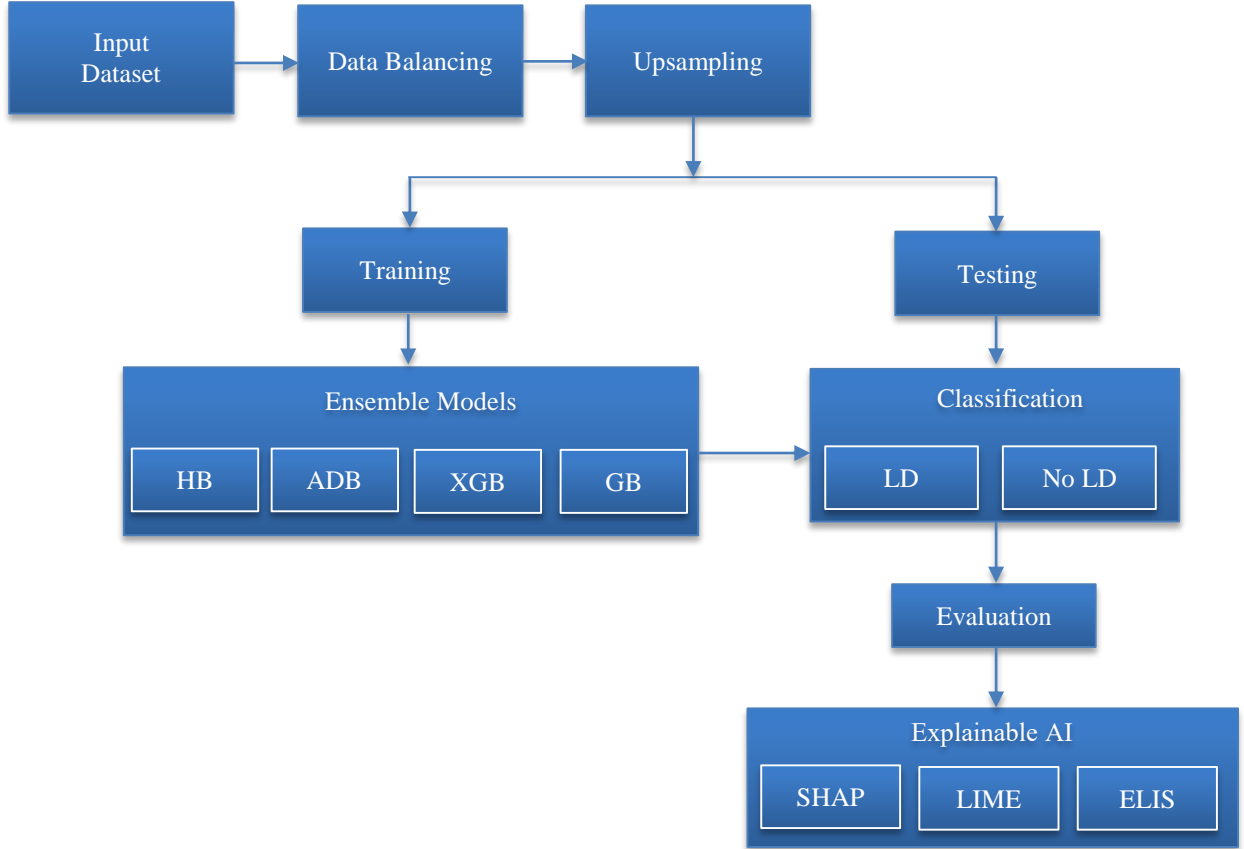 Input
Dataset
Data Balancing
Upsampling
Training
Testing
Ensemble Models
HB
ADB
XGB
GB
Classification
LD
No LD
Evaluation
Explainable AI
SHAP
LIME
ELIS